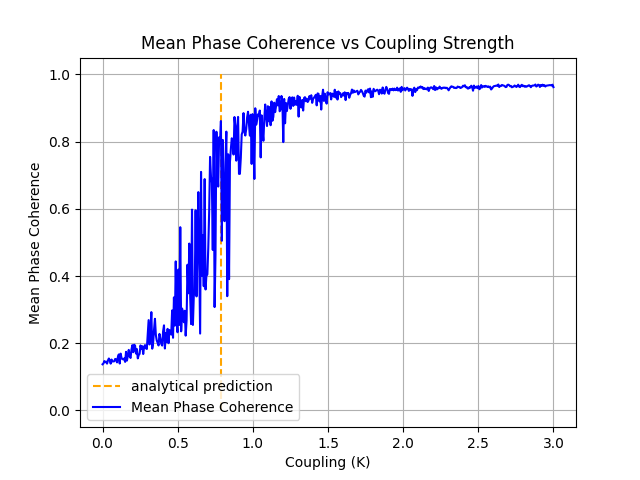 Mean Phase Coherence vs Coupling Strength
1.0
0.8
0.6
0.4
0.2
0.0
Mean Phase Coherence
analytical prediction
Mean Phase Coherence
0.0 0.5 1.0 1.5 2.0 2.5 3.0
Coupling (K)